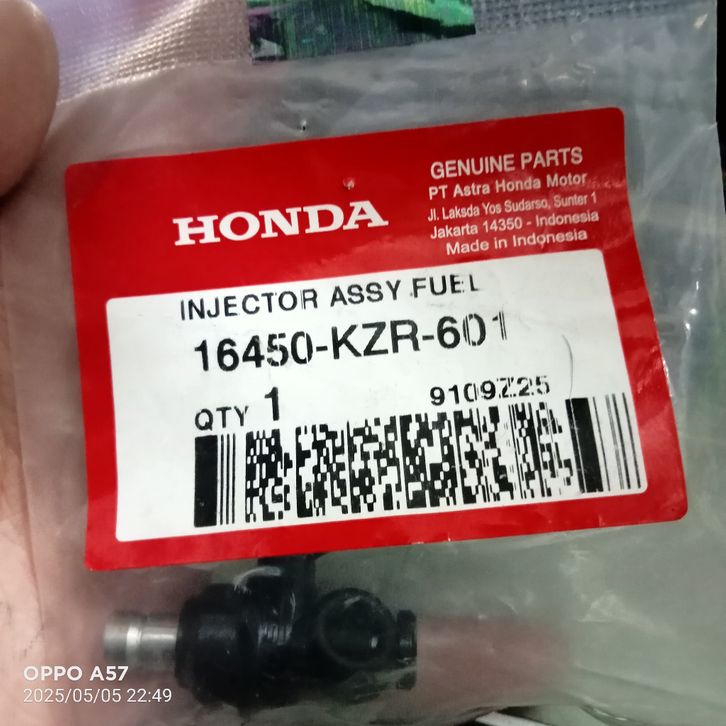 HONDA
GENUINE PARTS
PT Astra Honda Motor
Jl. Laksda Yos Sudarso, Sunter 1
Jakarta 14350 - Indonesia
Made in Indonesia
INJECTOR ASSY FUEL
16450-KZR-601
QTY 1
9109Z25
OPPO A57
2025/05/05 22:49